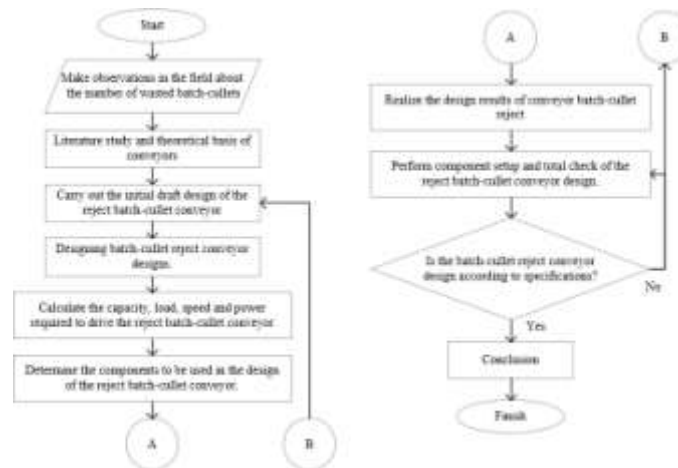 Start
Make observations in the field about
the number of wasted batch-cullets
Literature study and theoretical basis of
conveyors
Carry out the initial draft design of the
reject batch-cullet conveyor
Designing batch-cullet reject conveyor
designs.
Calculate the capacity, load, speed and power
required to drive the reject batch-cullet conveyor
Determine the components to be used in the design
of the reject batch-cullet conveyor.
A
B
A
B
Realize the design results of conveyor batch-cullet
reject
Perform component setup and total check of the
reject batch-cullet conveyor design.
Is the batch-cullet reject conveyor
design according to specifications?
No
Yes
Conclusion
Finish